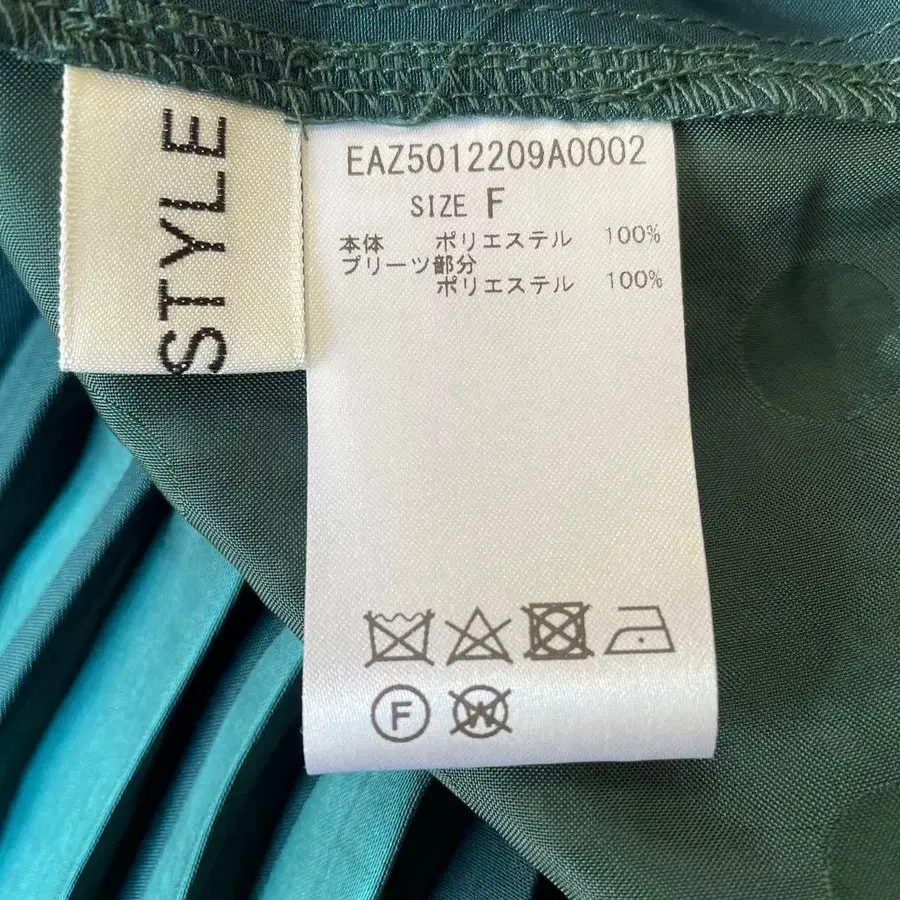 STYLE
EAZ5012209A0002
SIZE F
本体 ポリエステル 100%
プリーツ部分
ポリエステル 100%
F
W